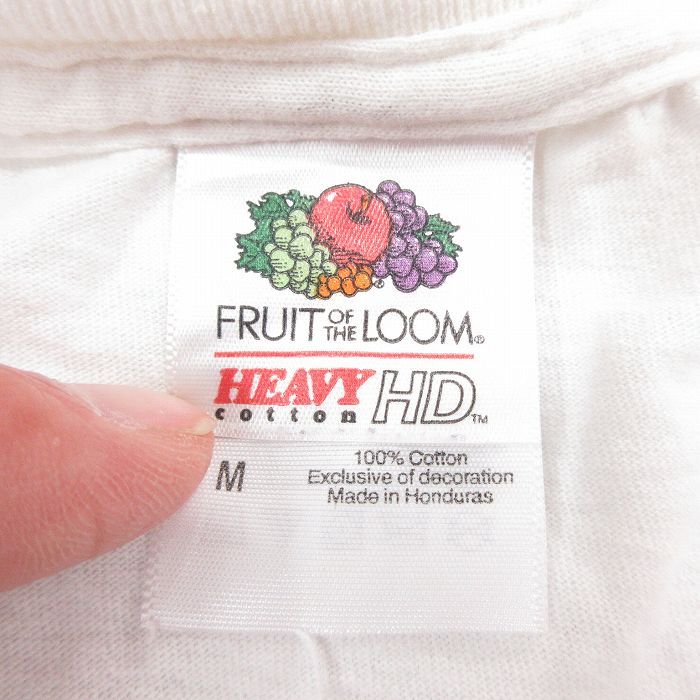 ®
FRUIT OF THE LOOM®
HEAVY cotton HD™
M
100% Cotton
Exclusive of decoration
Made in Honduras